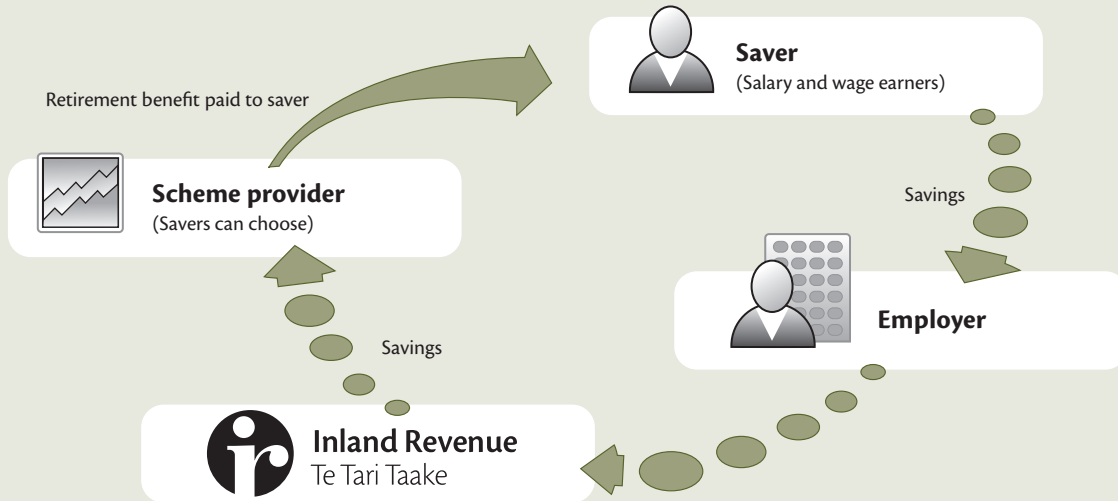 Saver
(Salary and wage earners)
Retirement benefit paid to saver
Scheme provider
(Savers can choose)
Savings
Employer
Savings
ir
Inland Revenue
Te Tari Taake